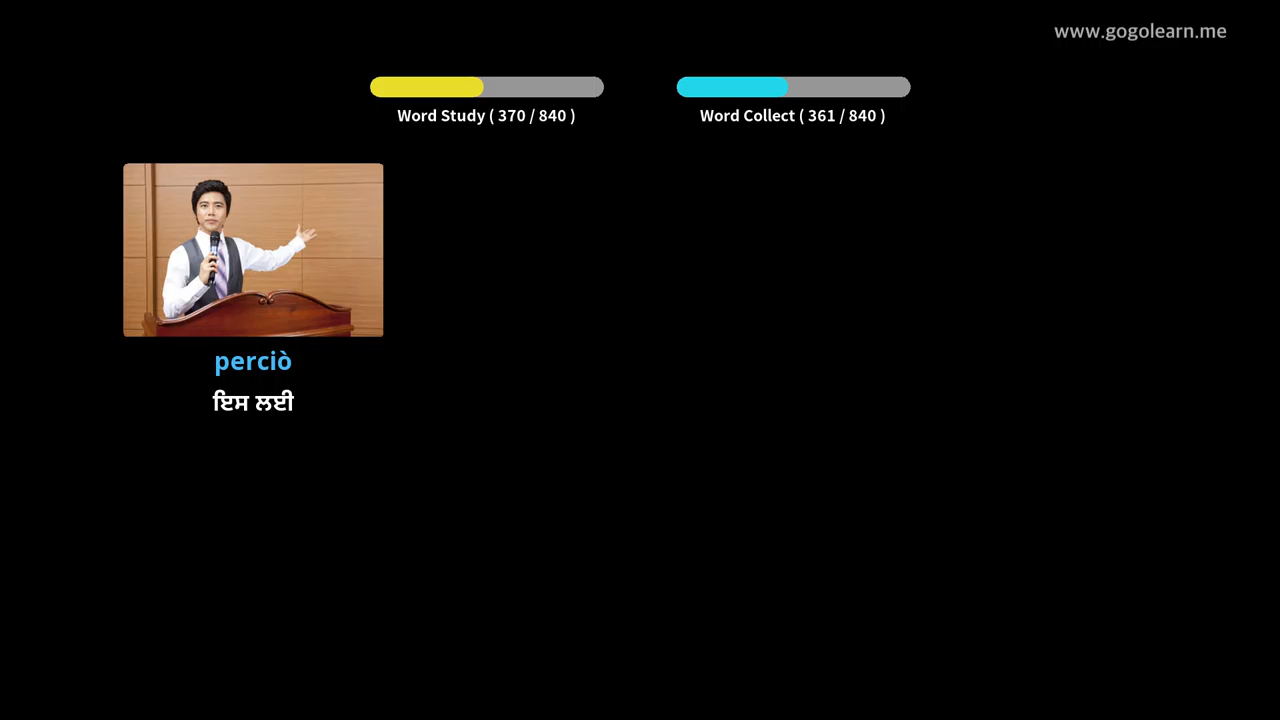 www.gogolearn.me
Word Study ( 370 / 840 )
Word Collect ( 361 / 840 )
perciò
ਇਸ ਲਈ